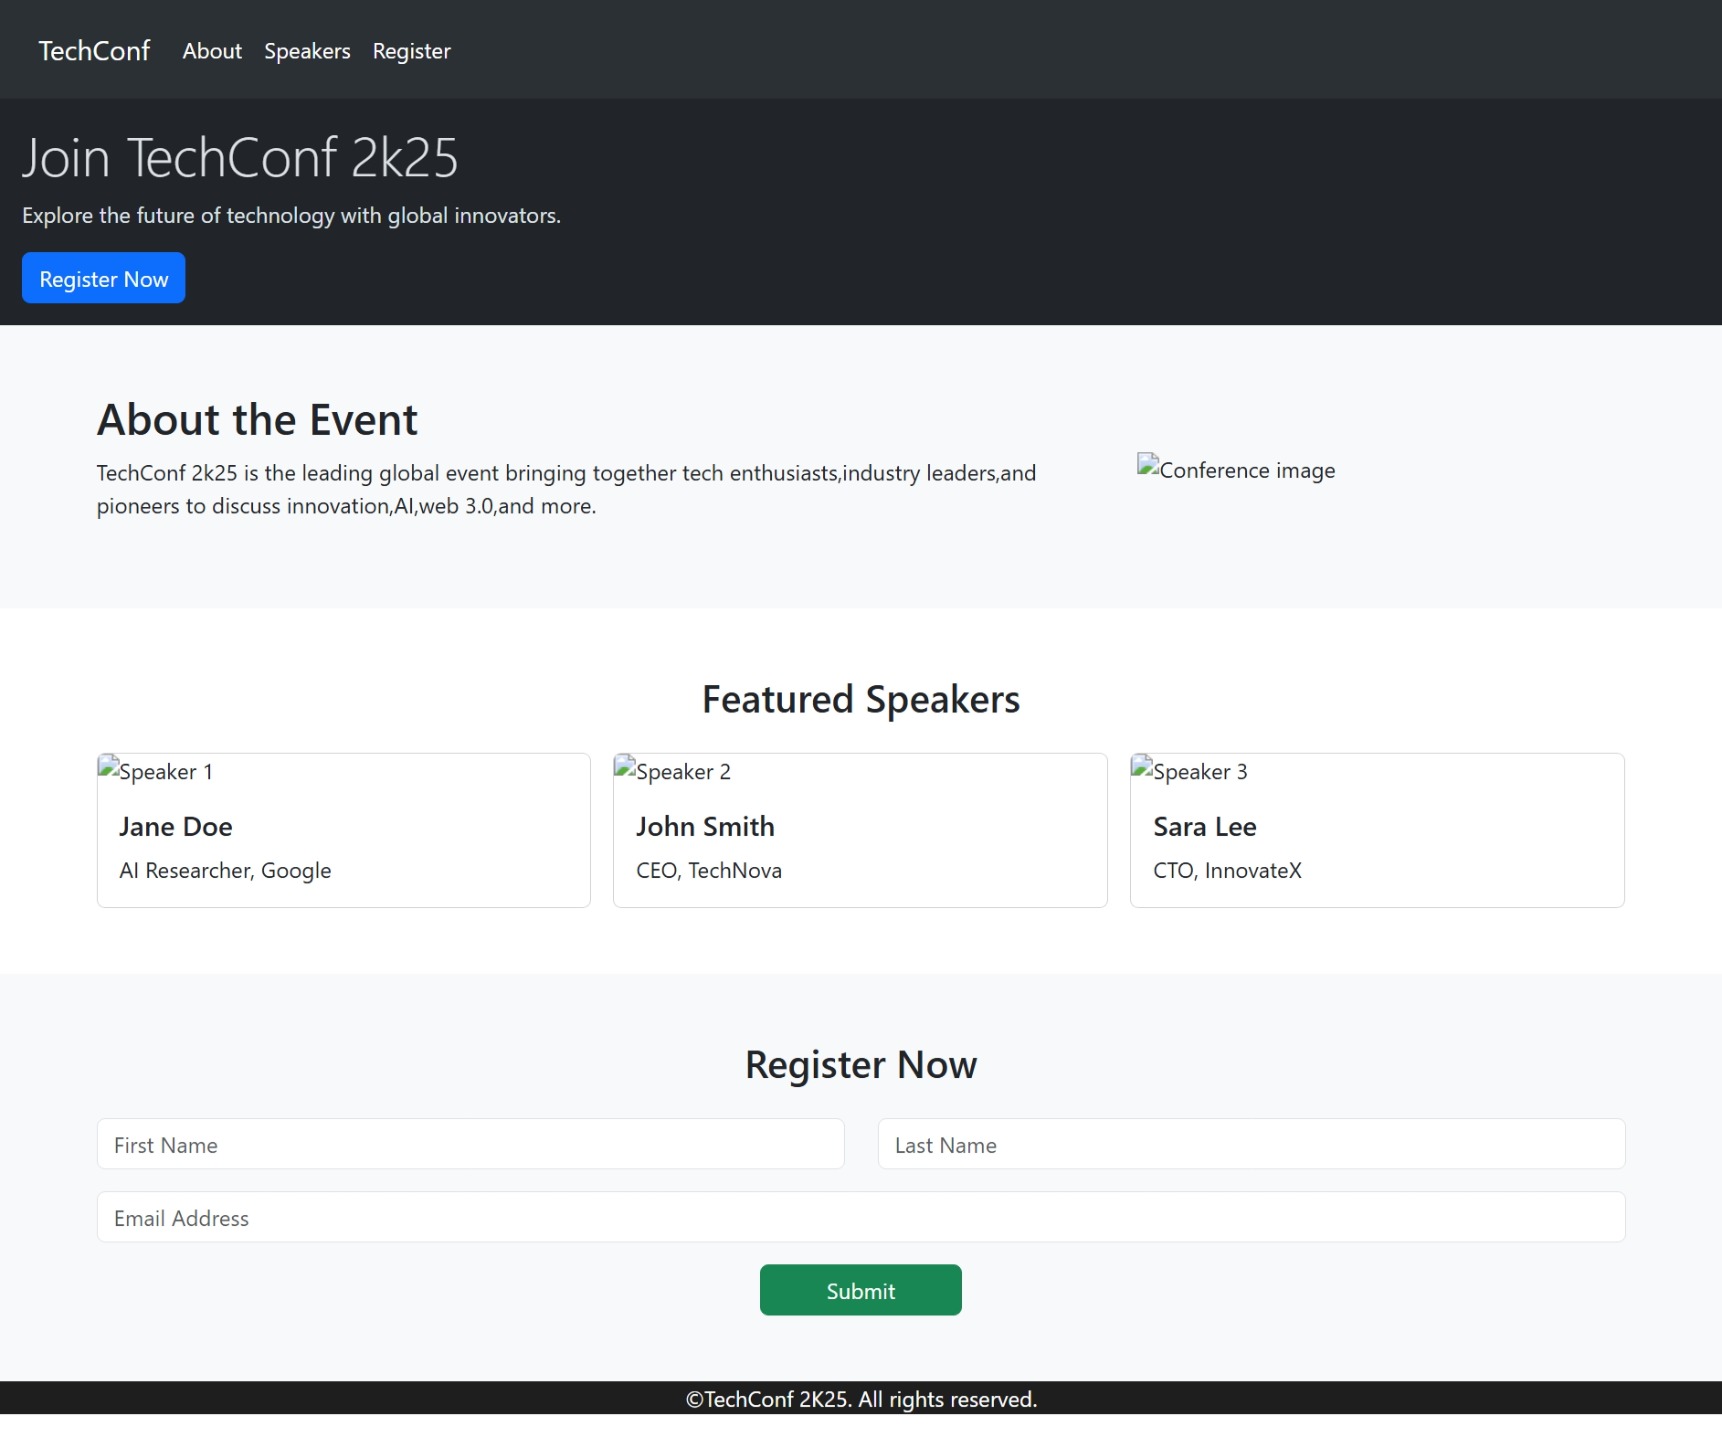 TechConf About Speakers Register
Join TechConf 2k25
Explore the future of technology with global innovators.
Register Now
About the Event
TechConf 2k25 is the leading global event bringing together tech enthusiasts,industry leaders,and
pioneers to discuss innovation,AI,web 3.0,and more.
Conference image
Featured Speakers
Speaker 1
Jane Doe
AI Researcher, Google
Speaker 2
John Smith
CEO, TechNova
Speaker 3
Sara Lee
CTO, InnovateX
Register Now
First Name
Last Name
Email Address
Submit
©TechConf 2K25. All rights reserved.